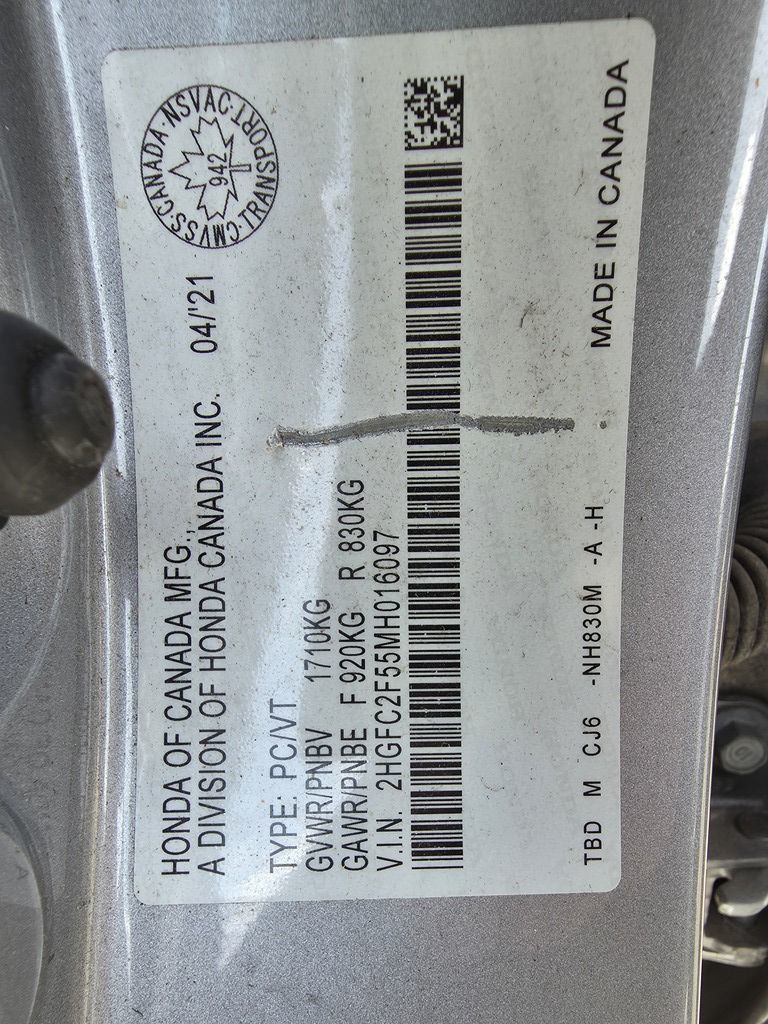 HONDA OF CANADA MFG.,
A DIVISION OF HONDA CANADA INC. 04/'21
CANADA·NSVAC·TRANSPORT·CMVSS·
942
TYPE: PC/VT
GVWR/PNBV 1710KG
GAWR/PNBE F 920KG R 830KG
V.I.N. 2HGFC2F55MH016097
TBD M CJ6 -NH830M -A -H MADE IN CANADA